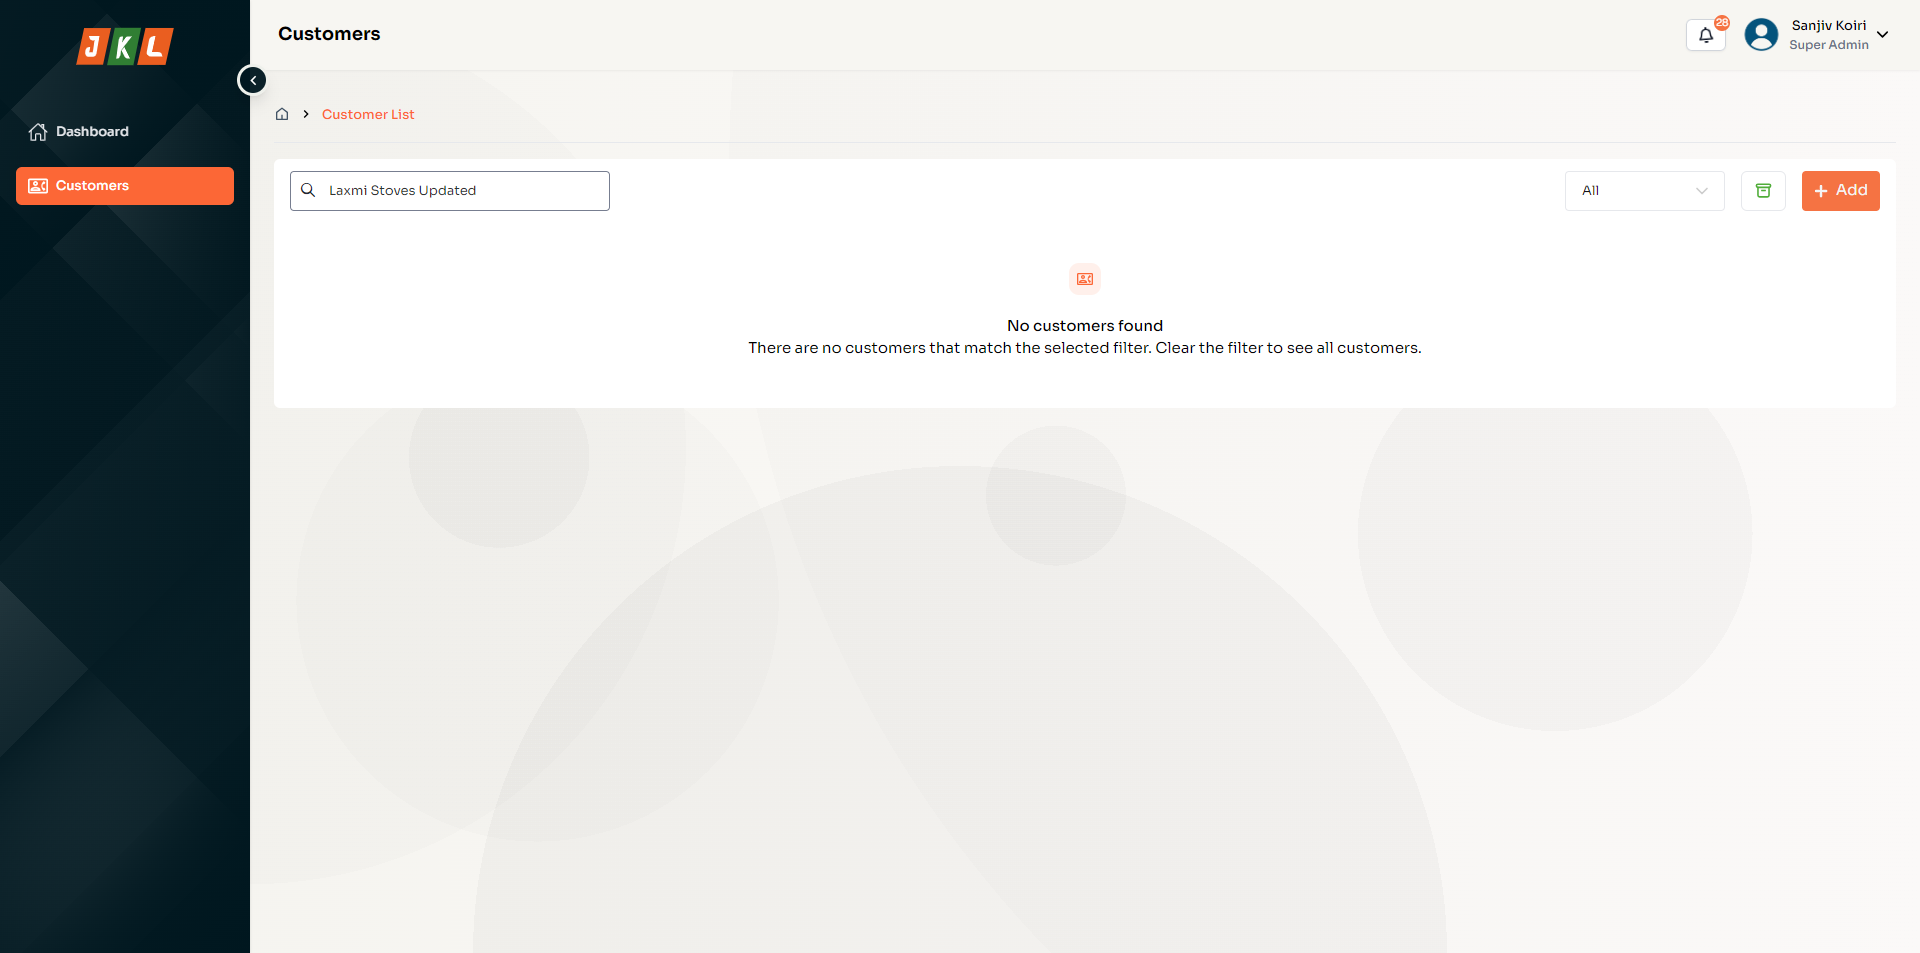 JKL
Customers
28
Sanjiv Koiri
Super Admin
Dashboard
Customers
Customer List
Laxmi Stoves Updated
All
Add
No customers found
There are no customers that match the selected filter. Clear the filter to see all customers.